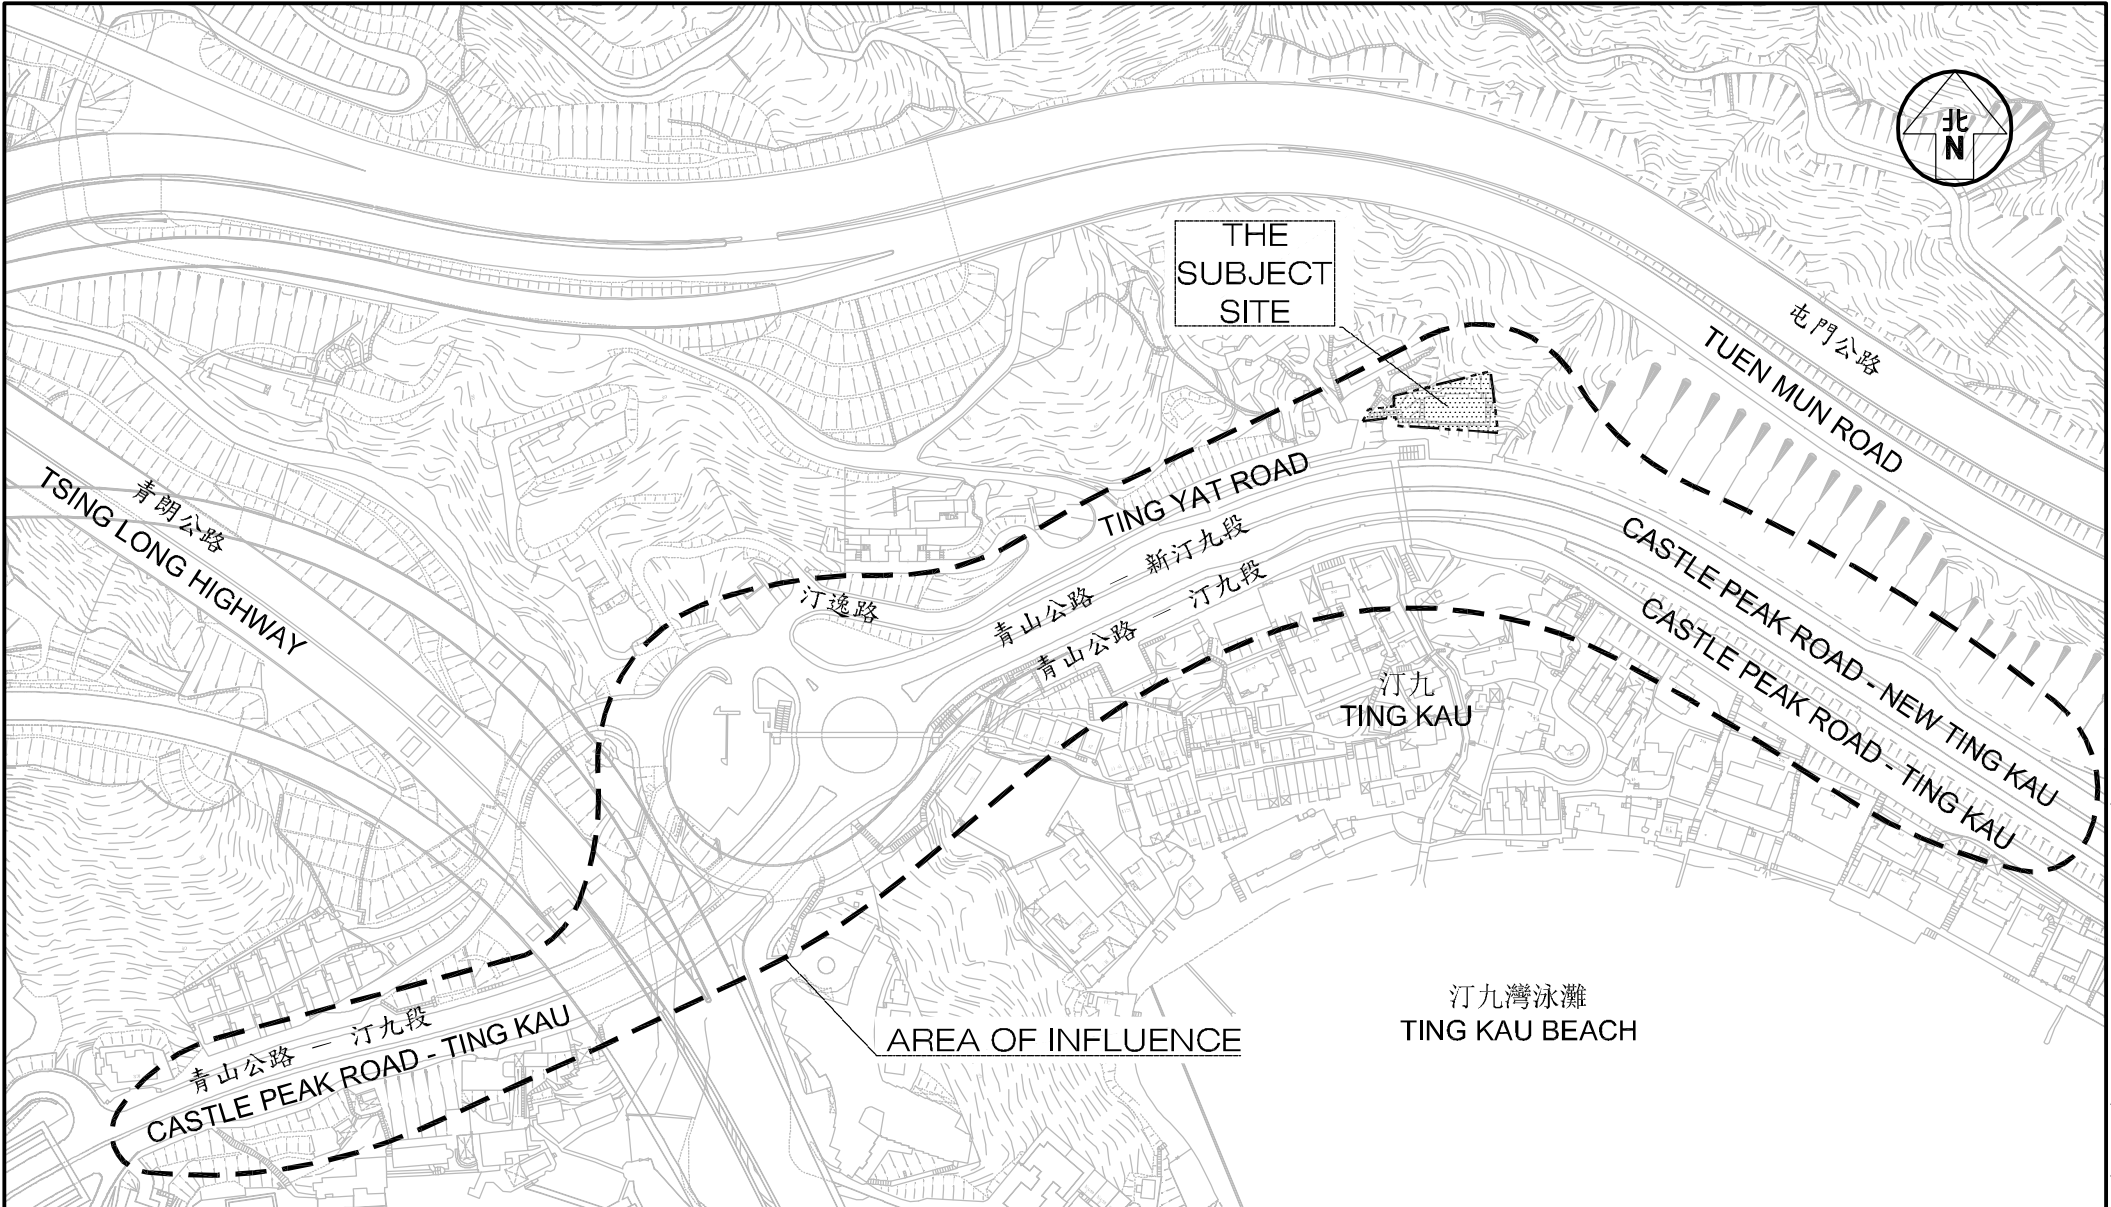 北
N
THE
SUBJECT
SITE
屯門公路
TUEN MUN ROAD
青朗公路
TSING LONG HIGHWAY
TING YAT ROAD
汀逸路
青山公路 － 新汀九段
青山公路 － 汀九段
CASTLE PEAK ROAD - NEW TING KAU
CASTLE PEAK ROAD - TING KAU
汀九
TING KAU
汀九灣泳灘
TING KAU BEACH
AREA OF INFLUENCE
青山公路 － 汀九段
CASTLE PEAK ROAD - TING KAU